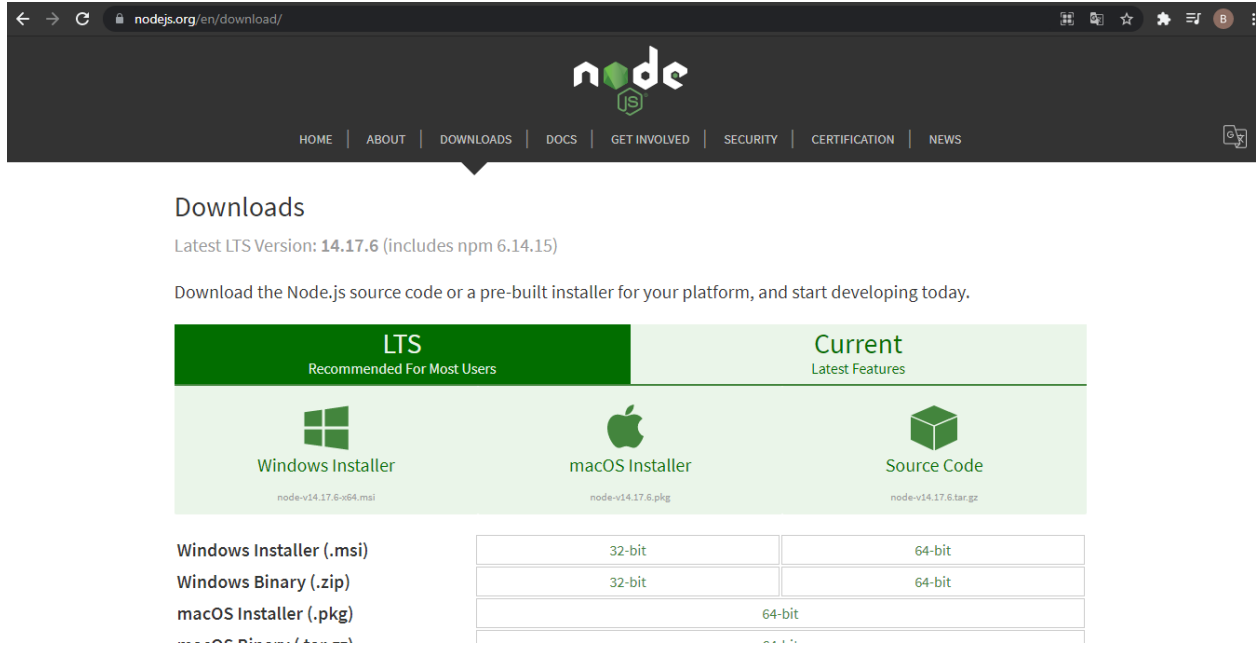 nodejs.org/en/download/
B
node
JS
HOME | ABOUT | DOWNLOADS | DOCS | GET INVOLVED | SECURITY | CERTIFICATION | NEWS
Downloads
Latest LTS Version: 14.17.6 (includes npm 6.14.15)
Download the Node.js source code or a pre-built installer for your platform, and start developing today.
LTS Current
Recommended For Most Users Latest Features
Windows Installer macOS Installer Source Code
node-v14.17.6-x64.msi node-v14.17.6.pkg node-v14.17.6.tar.gz
Windows Installer (.msi) 32-bit 64-bit
Windows Binary (.zip) 32-bit 64-bit
macOS Installer (.pkg) 64-bit